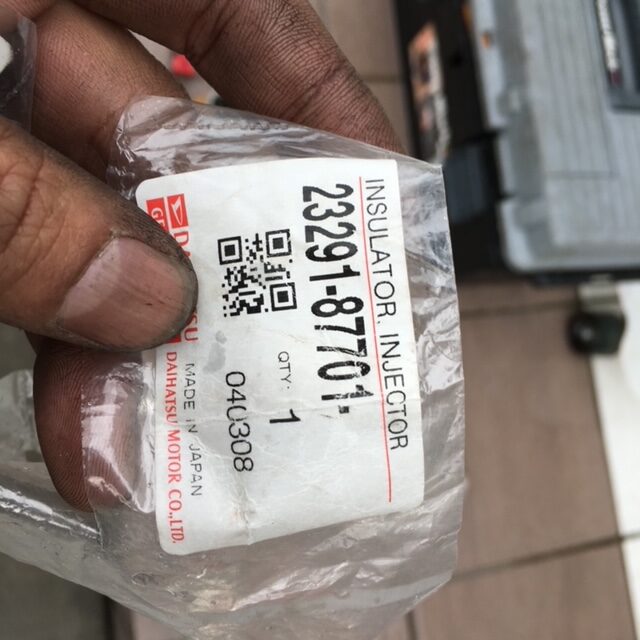 INSULATOR, INJECTOR
23291-87701-
QTY: 1
040308
MADE IN JAPAN
DAIHATSU MOTOR CO.,LTD.